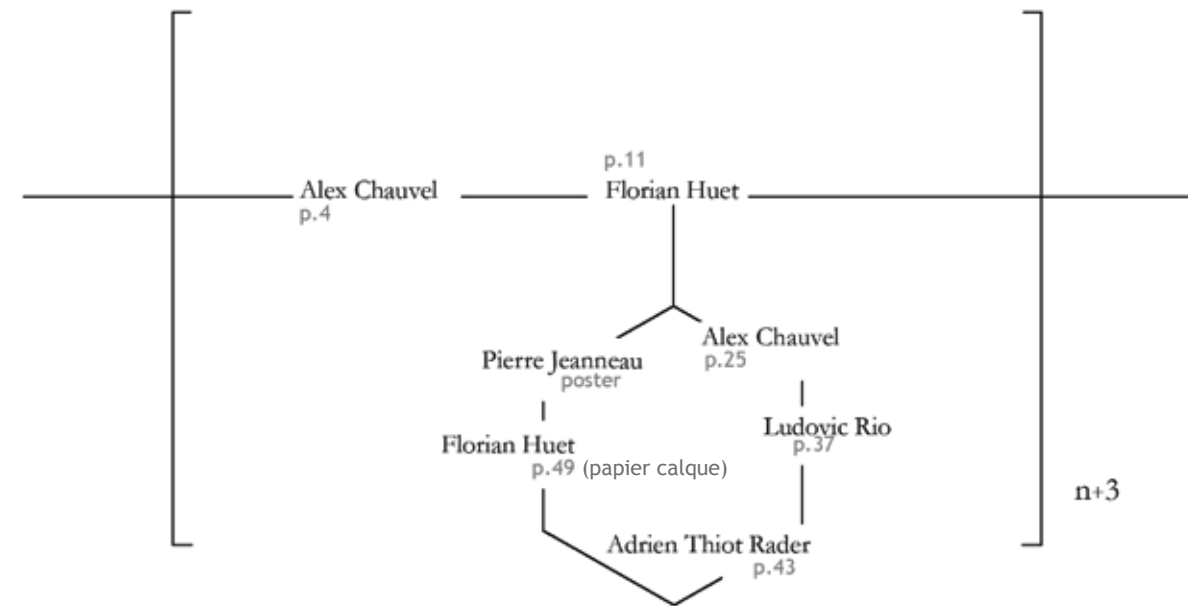 p.11
Alex Chauvel
Florian Huet
p.4
Alex Chauvel
p.25
Pierre Jeanneau
poster
Ludovic Rio
p.37
Florian Huet
p.49 (papier calque)
n+3
Adrien Thiot Rader
p.43